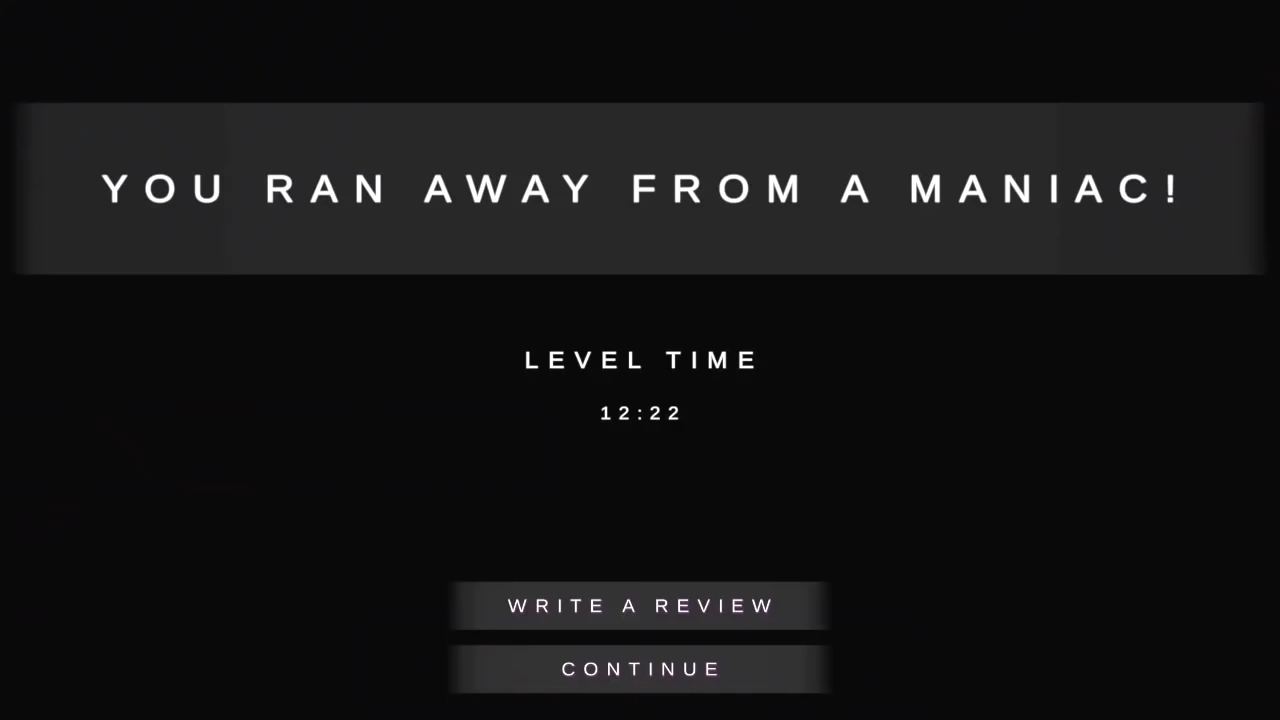 YOU RAN AWAY FROM A MANIAC!
LEVEL TIME
12:22
WRITE A REVIEW
CONTINUE